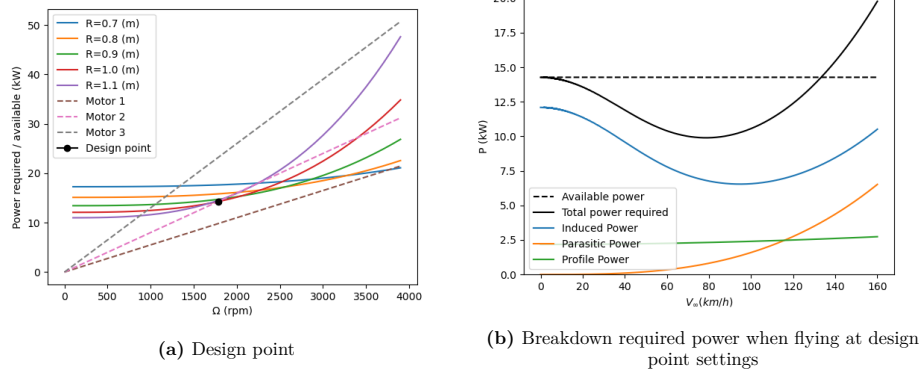 50
40
30
20
10
0
Power required / available (kW)
R=0.7 (m)
R=0.8 (m)
R=0.9 (m)
R=1.0 (m)
R=1.1 (m)
Motor 1
Motor 2
Motor 3
Design point
0 500 1000 1500 2000 2500 3000 3500 4000
Ω (rpm)
(a) Design point
20.0
17.5
15.0
12.5
10.0
7.5
5.0
2.5
0.0
P (kW)
Available power
Total power required
Induced Power
Parasitic Power
Profile Power
0 20 40 60 80 100 120 140 160
V∞(km/h)
(b) Breakdown required power when flying at design
point settings